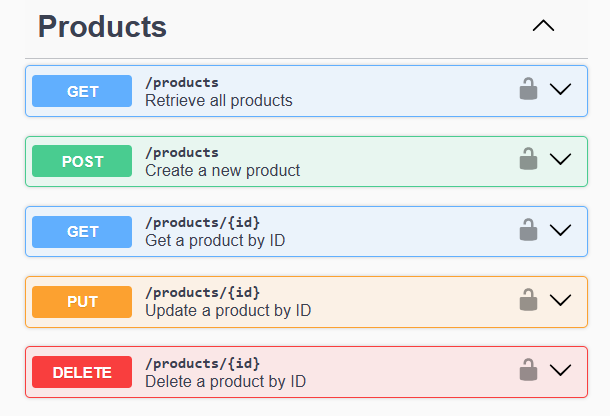 Products
GET
/products
Retrieve all products
POST
/products
Create a new product
GET
/products/{id}
Get a product by ID
PUT
/products/{id}
Update a product by ID
DELETE
/products/{id}
Delete a product by ID